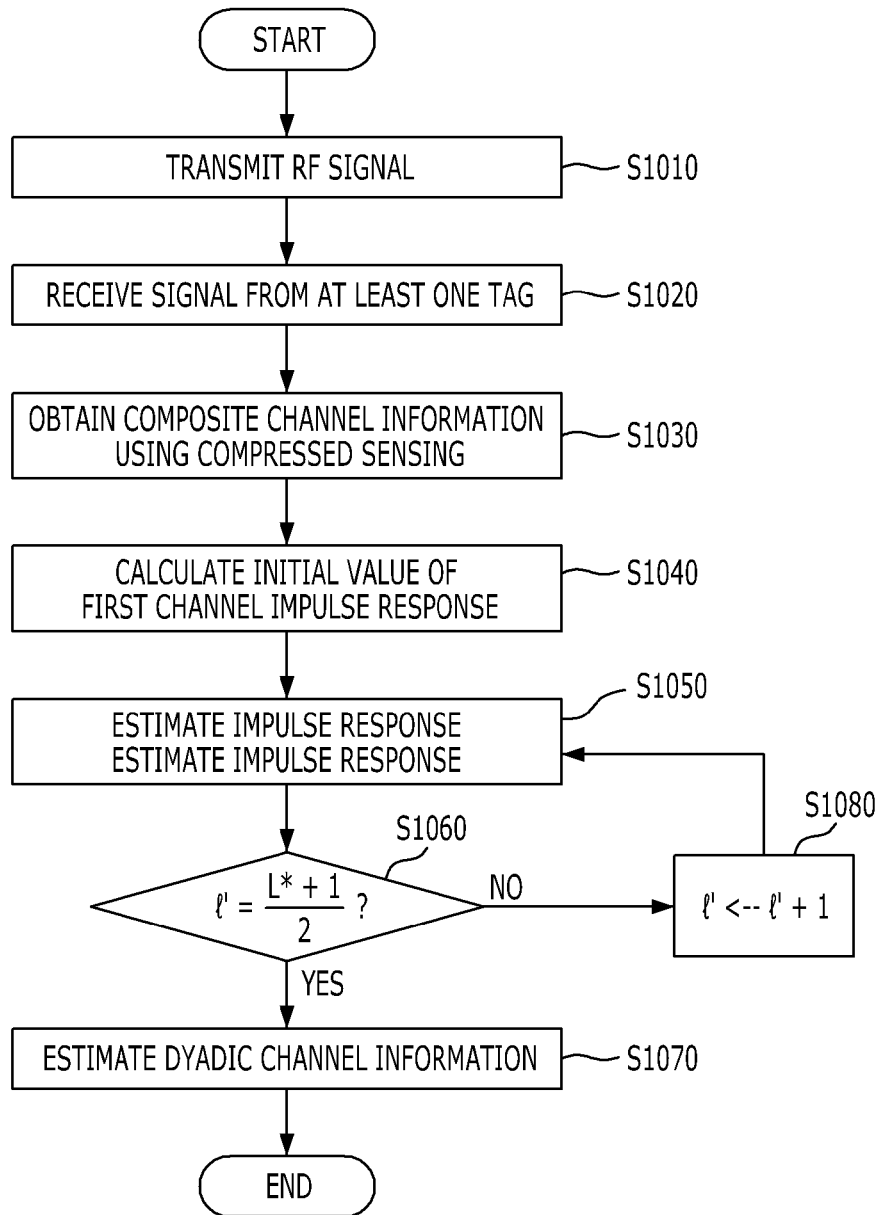 START
TRANSMIT RF SIGNAL
S1010
RECEIVE SIGNAL FROM AT LEAST ONE TAG
S1020
OBTAIN COMPOSITE CHANNEL INFORMATION
USING COMPRESSED SENSING
S1030
CALCULATE INITIAL VALUE OF
FIRST CHANNEL IMPULSE RESPONSE
S1040
ESTIMATE IMPULSE RESPONSE
ESTIMATE IMPULSE RESPONSE
S1050
ℓ' = (L* + 1)/2 ?
S1060
NO
ℓ' <-- ℓ' + 1
S1080
YES
ESTIMATE DYADIC CHANNEL INFORMATION
S1070
END